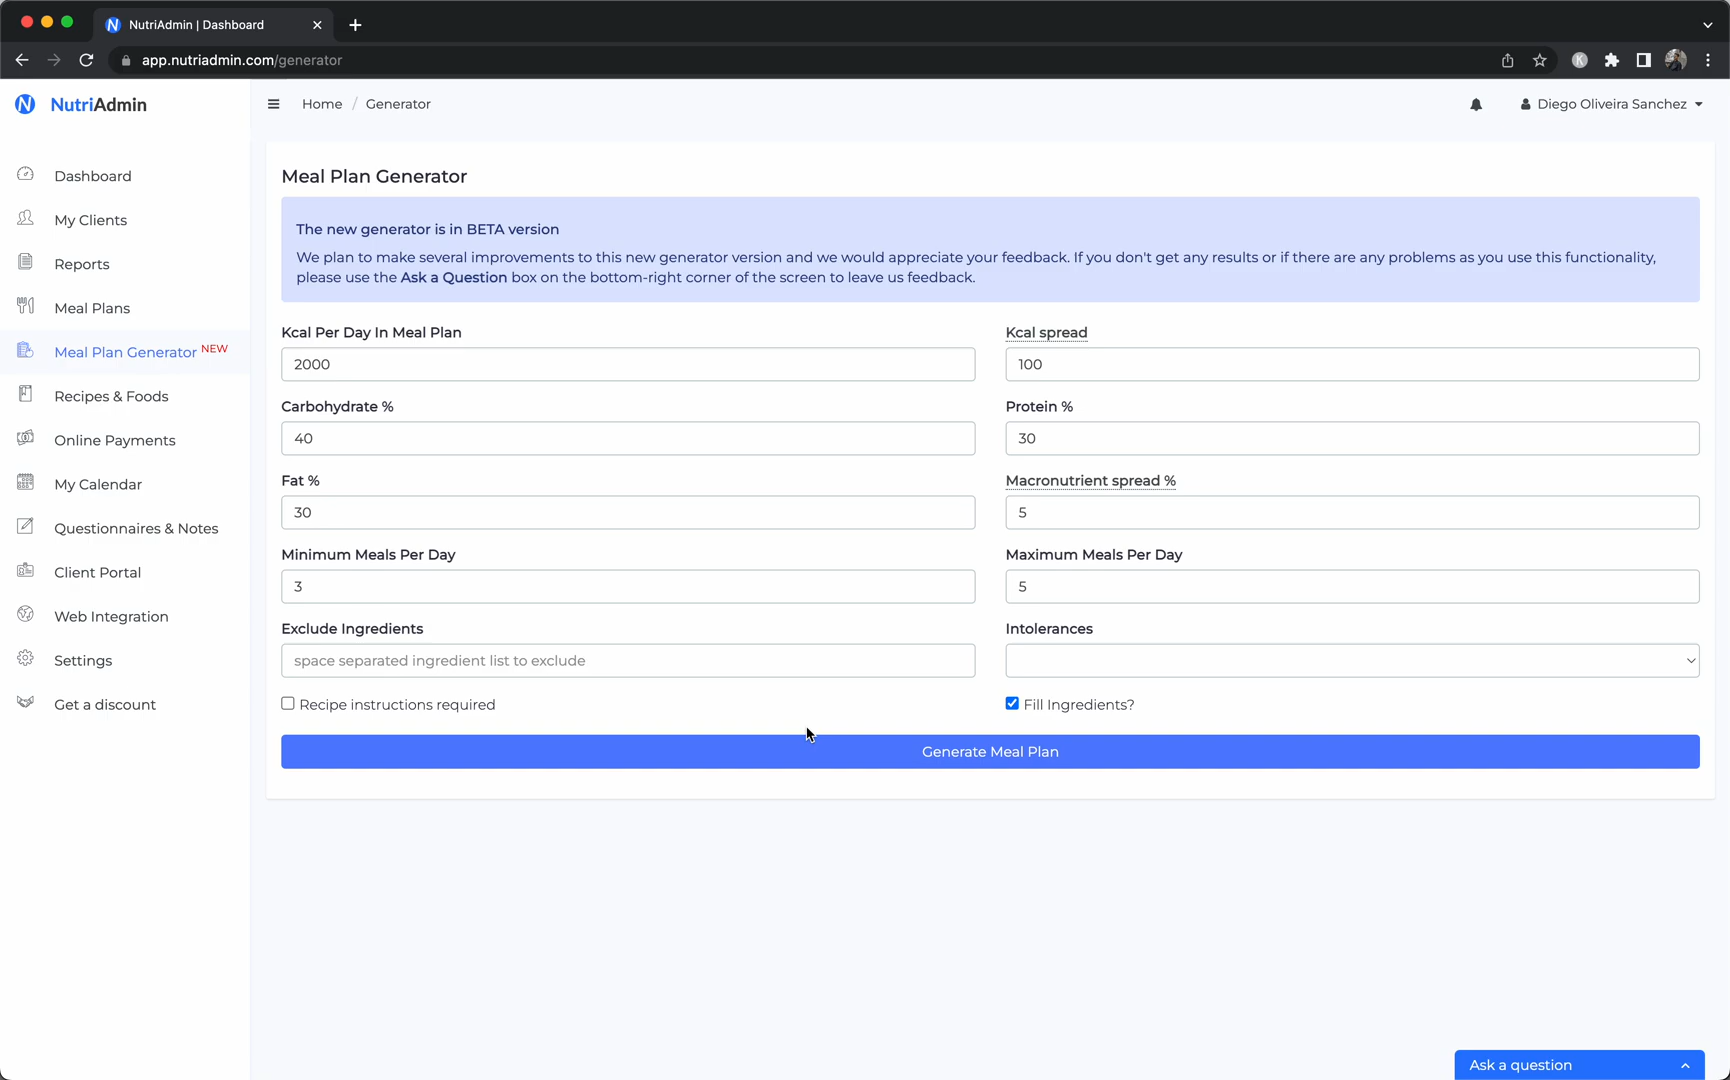 NutriAdmin | Dashboard
app.nutriadmin.com/generator
K
NutriAdmin
Home / Generator
Diego Oliveira Sanchez
Dashboard
My Clients
Reports
Meal Plans
Meal Plan Generator NEW
Recipes & Foods
Online Payments
My Calendar
Questionnaires & Notes
Client Portal
Web Integration
Settings
Get a discount
Meal Plan Generator
The new generator is in BETA version
We plan to make several improvements to this new generator version and we would appreciate your feedback. If you don't get any results or if there are any problems as you use this functionality,
please use the Ask a Question box on the bottom-right corner of the screen to leave us feedback.
Kcal Per Day In Meal Plan
2000
Kcal spread
100
Carbohydrate %
40
Protein %
30
Fat %
30
Macronutrient spread %
5
Minimum Meals Per Day
3
Maximum Meals Per Day
5
Exclude Ingredients
space separated ingredient list to exclude
Intolerances
Recipe instructions required
Fill Ingredients?
Generate Meal Plan
Ask a question